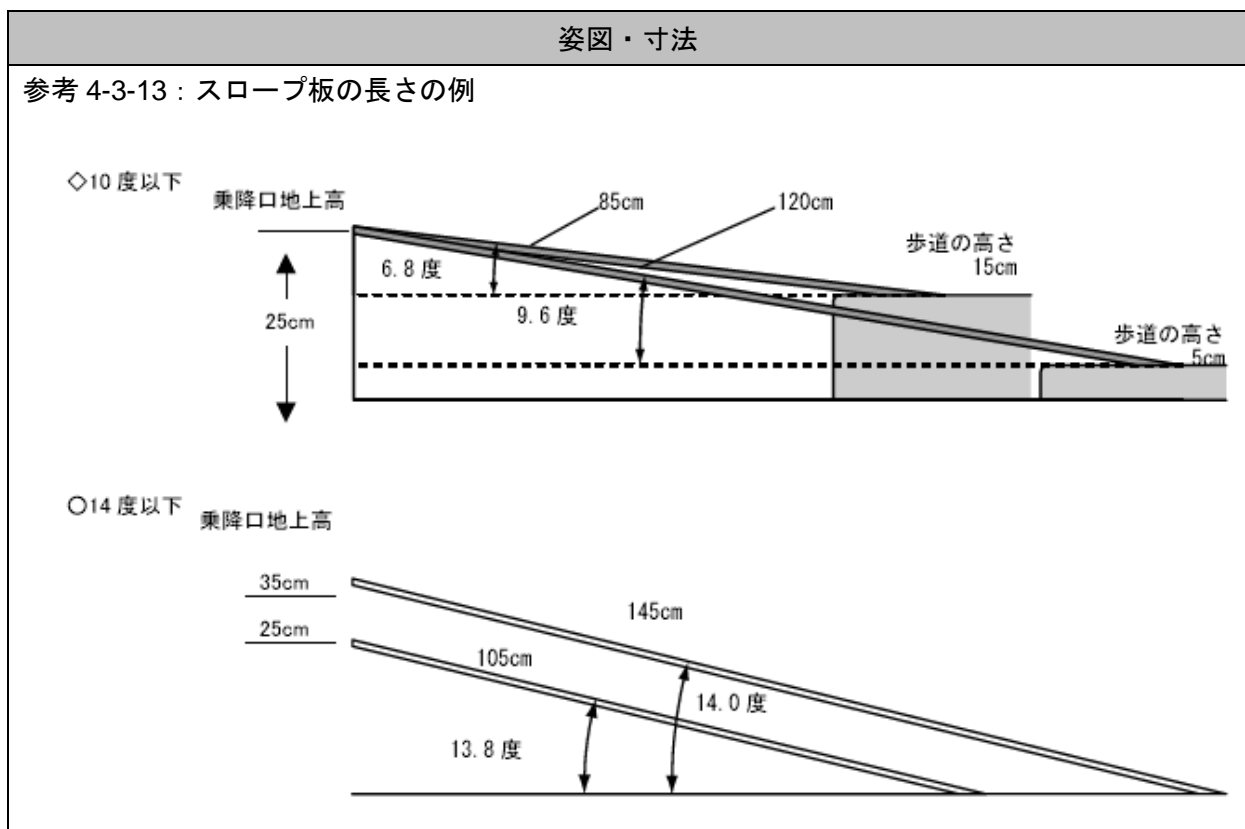 姿図・寸法
参考 4-3-13：スロープ板の長さの例
◇10 度以下
乗降口地上高
85cm
120cm
歩道の高さ
15cm
6.8 度
25cm
9.6 度
歩道の高さ
5cm
○14 度以下
乗降口地上高
35cm
145cm
25cm
105cm
14.0 度
13.8 度